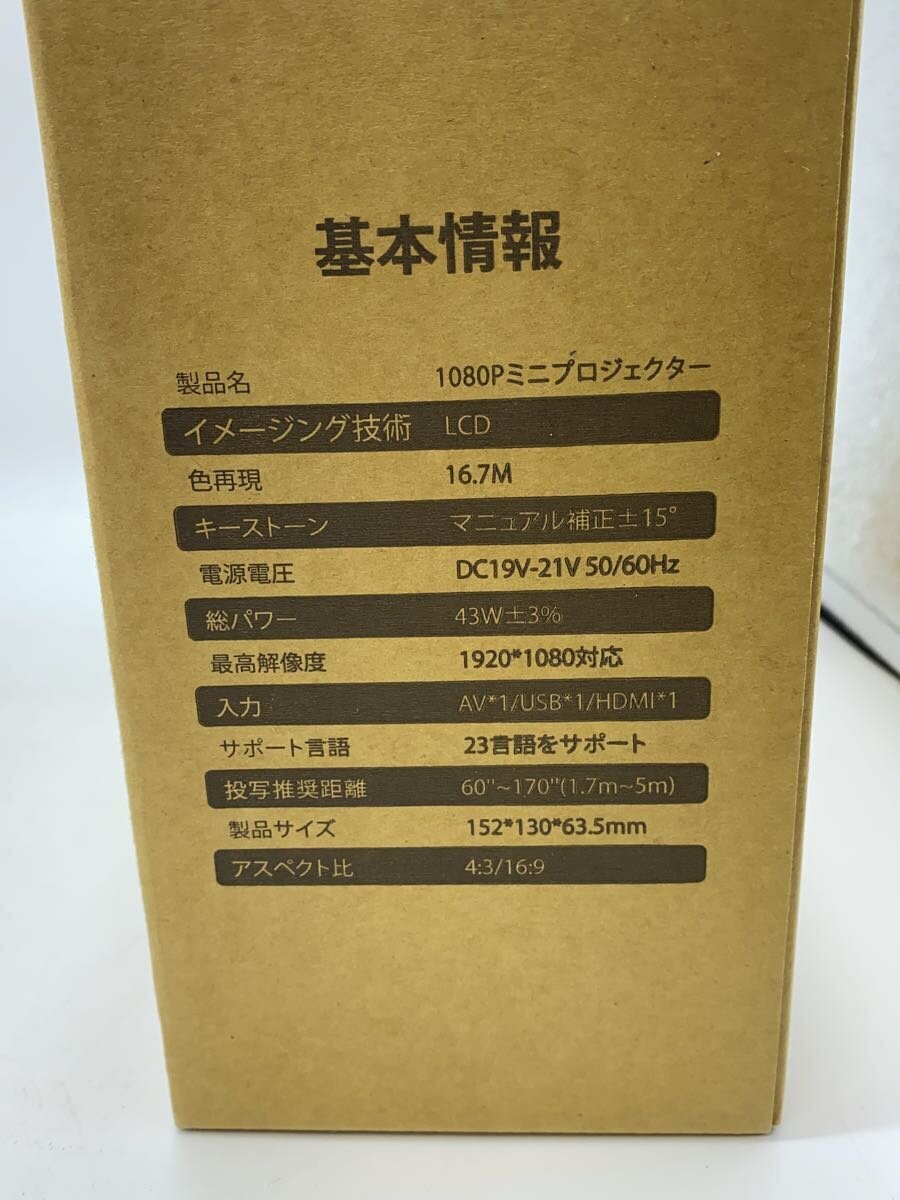 基本情報
製品名 1080Pミニプロジェクター
イメージング技術 LCD
色再現 16.7M
キーストーン マニュアル補正±15°
電源電圧 DC19V-21V 50/60Hz
総パワー 43W±3%
最高解像度 1920*1080対応
入力 AV*1/USB*1/HDMI*1
サポート言語 23言語をサポート
投写推奨距離 60"~170"(1.7m~5m)
製品サイズ 152*130*63.5mm
アスペクト比 4:3/16:9